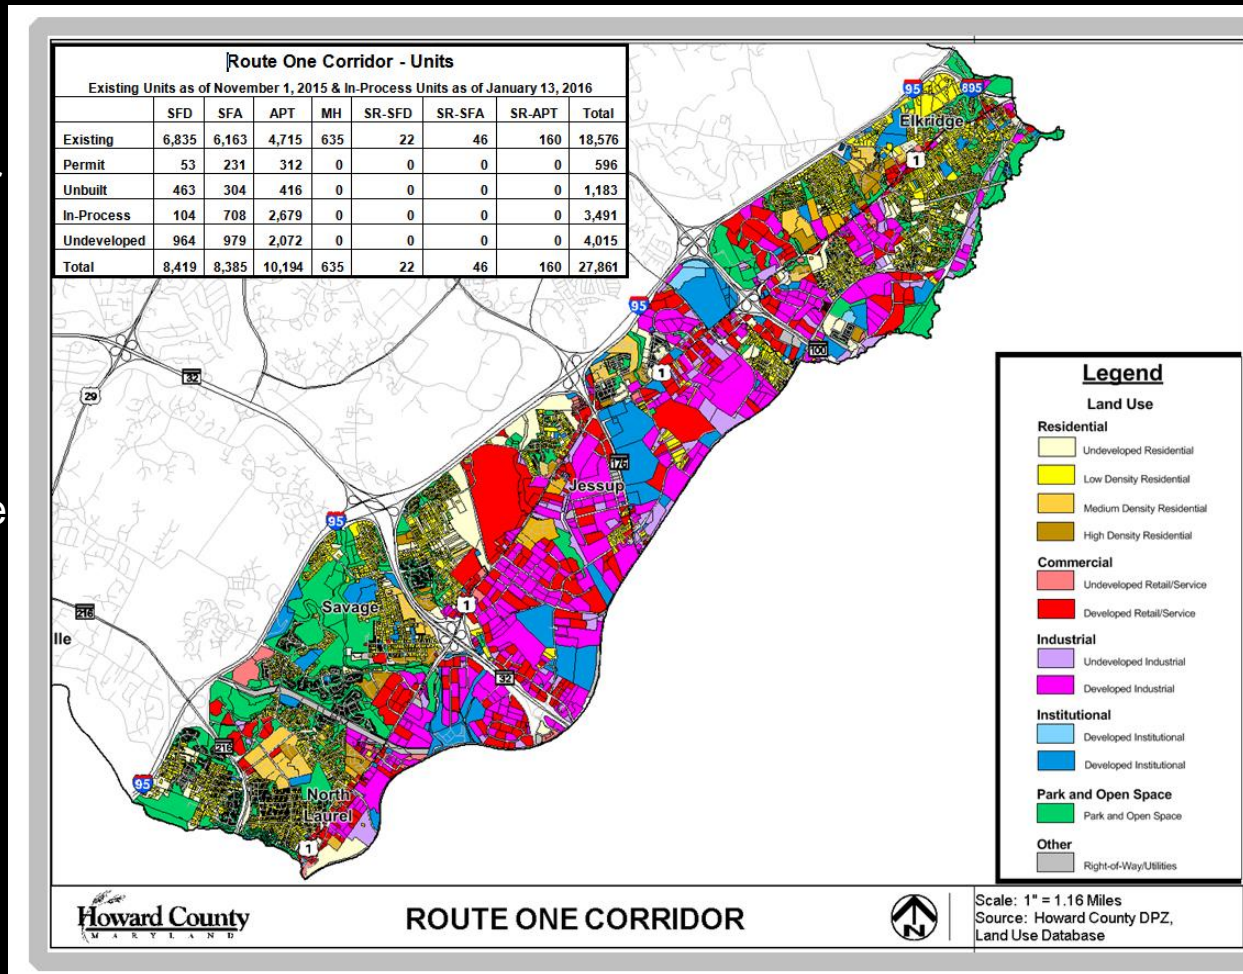 Route One Corridor - Units
Existing Units as of November 1, 2015 & In-Process Units as of January 13, 2016
SFD SFA APT MH SR-SFD SR-SFA SR-APT Total
Existing 6,835 6,163 4,715 635 22 46 160 18,576
Permit 53 231 312 0 0 0 0 596
Unbuilt 463 304 416 0 0 0 0 1,183
In-Process 104 708 2,679 0 0 0 0 3,491
Undeveloped 964 979 2,072 0 0 0 0 4,015
Total 8,419 8,385 10,194 635 22 46 160 27,861
95
895
Elkridge
1
95
100
32
1
29
176
Jessup
95
Savage
1
216
lle
32
216
95
North
Laurel
1
Legend
Land Use
Residential
Undeveloped Residential
Low Density Residential
Medium Density Residential
High Density Residential
Commercial
Undeveloped Retail/Service
Developed Retail/Service
Industrial
Undeveloped Industrial
Developed Industrial
Institutional
Developed Institutional
Developed Institutional
Park and Open Space
Park and Open Space
Other
Right-of-Way/Utilities
Howard County
MARYLAND
ROUTE ONE CORRIDOR
N
Scale: 1" = 1.16 Miles
Source: Howard County DPZ,
Land Use Database